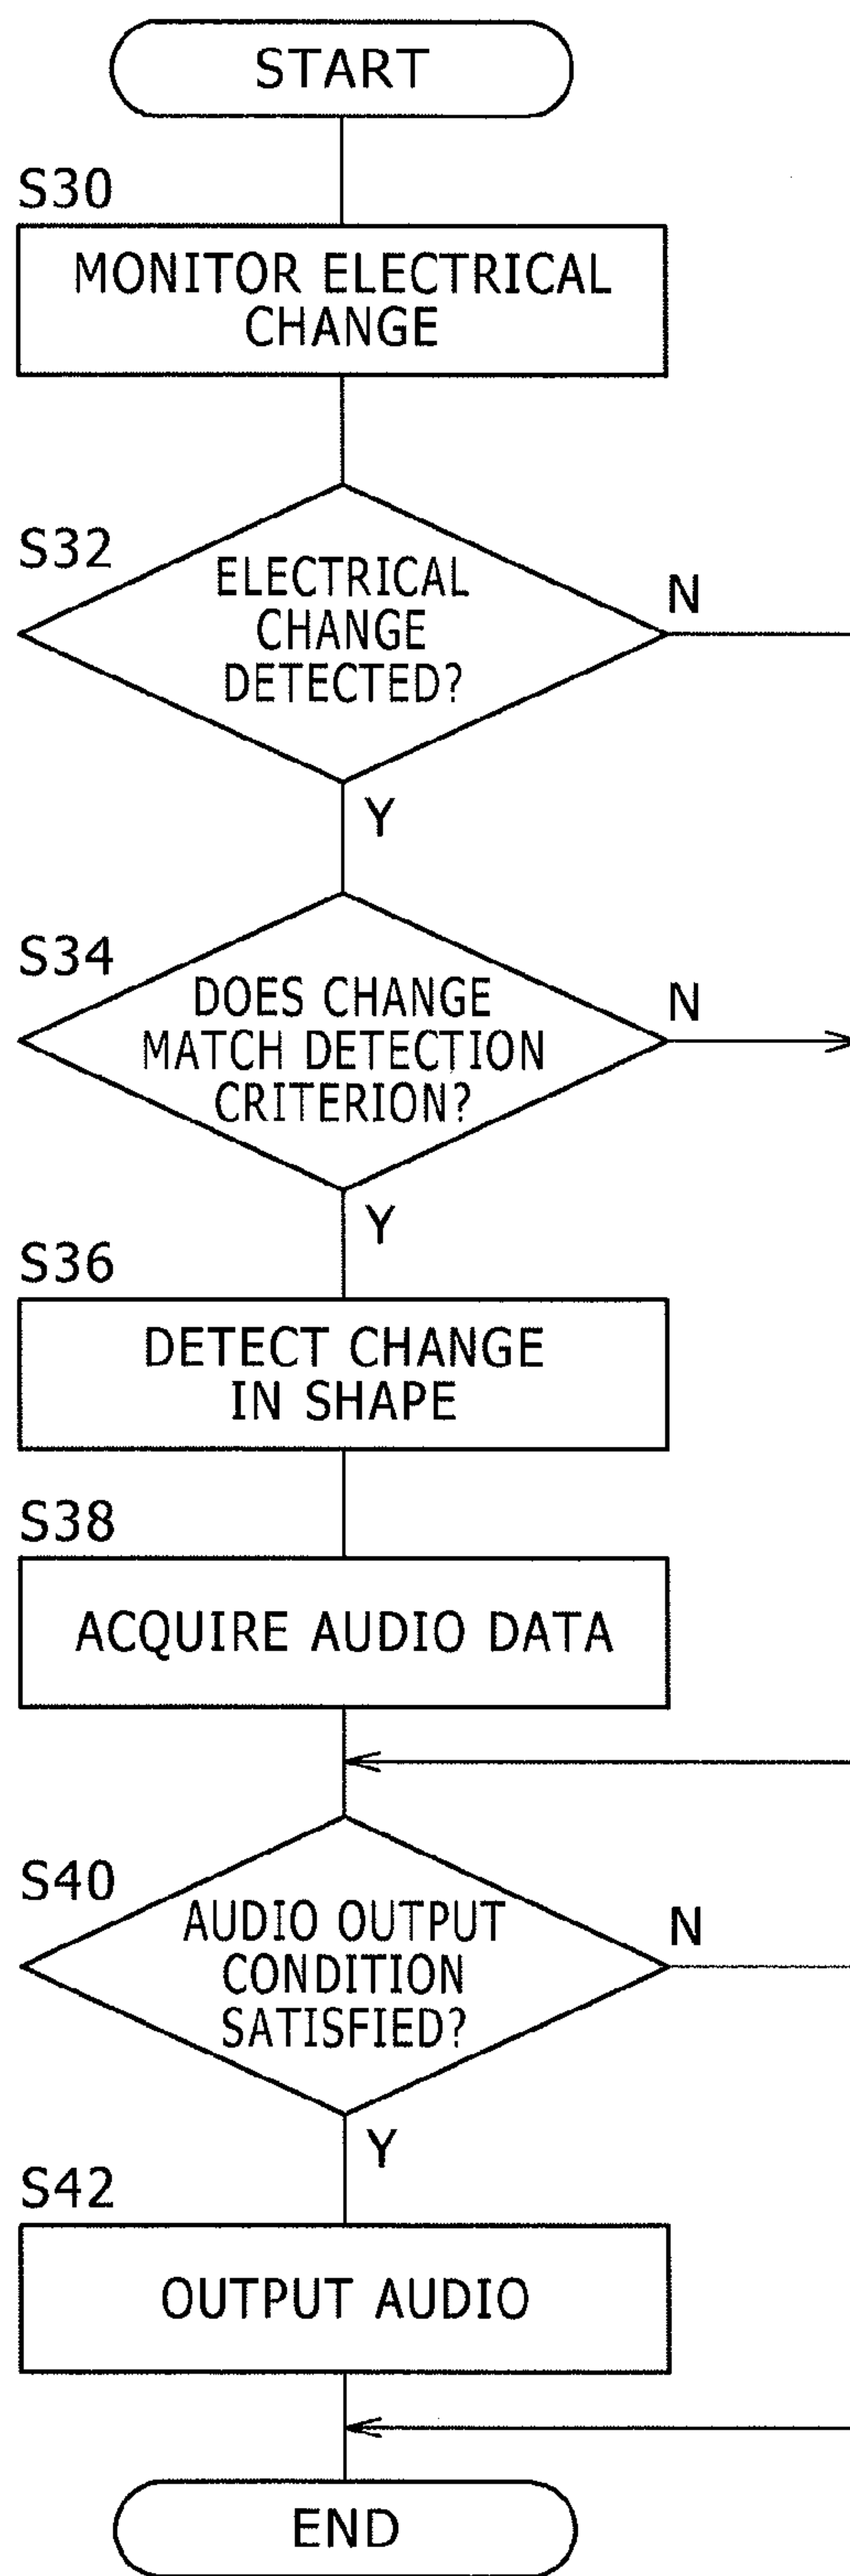 START
S30
MONITOR ELECTRICAL
CHANGE
S32
ELECTRICAL
CHANGE
DETECTED?
N
Y
S34
DOES CHANGE
MATCH DETECTION
CRITERION?
N
Y
S36
DETECT CHANGE
IN SHAPE
S38
ACQUIRE AUDIO DATA
S40
AUDIO OUTPUT
CONDITION
SATISFIED?
N
Y
S42
OUTPUT AUDIO
END